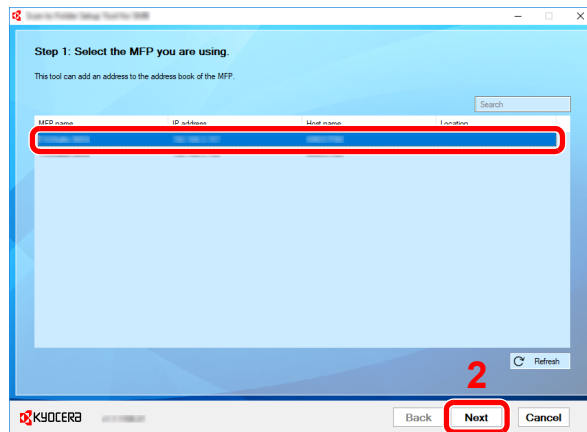 Step 1: Select the MFP you are using.
This tool can add an address to the address book of the MFP.
Search
MFP name IP address Host name Location
Refresh
2
KYOCERA Back Next Cancel